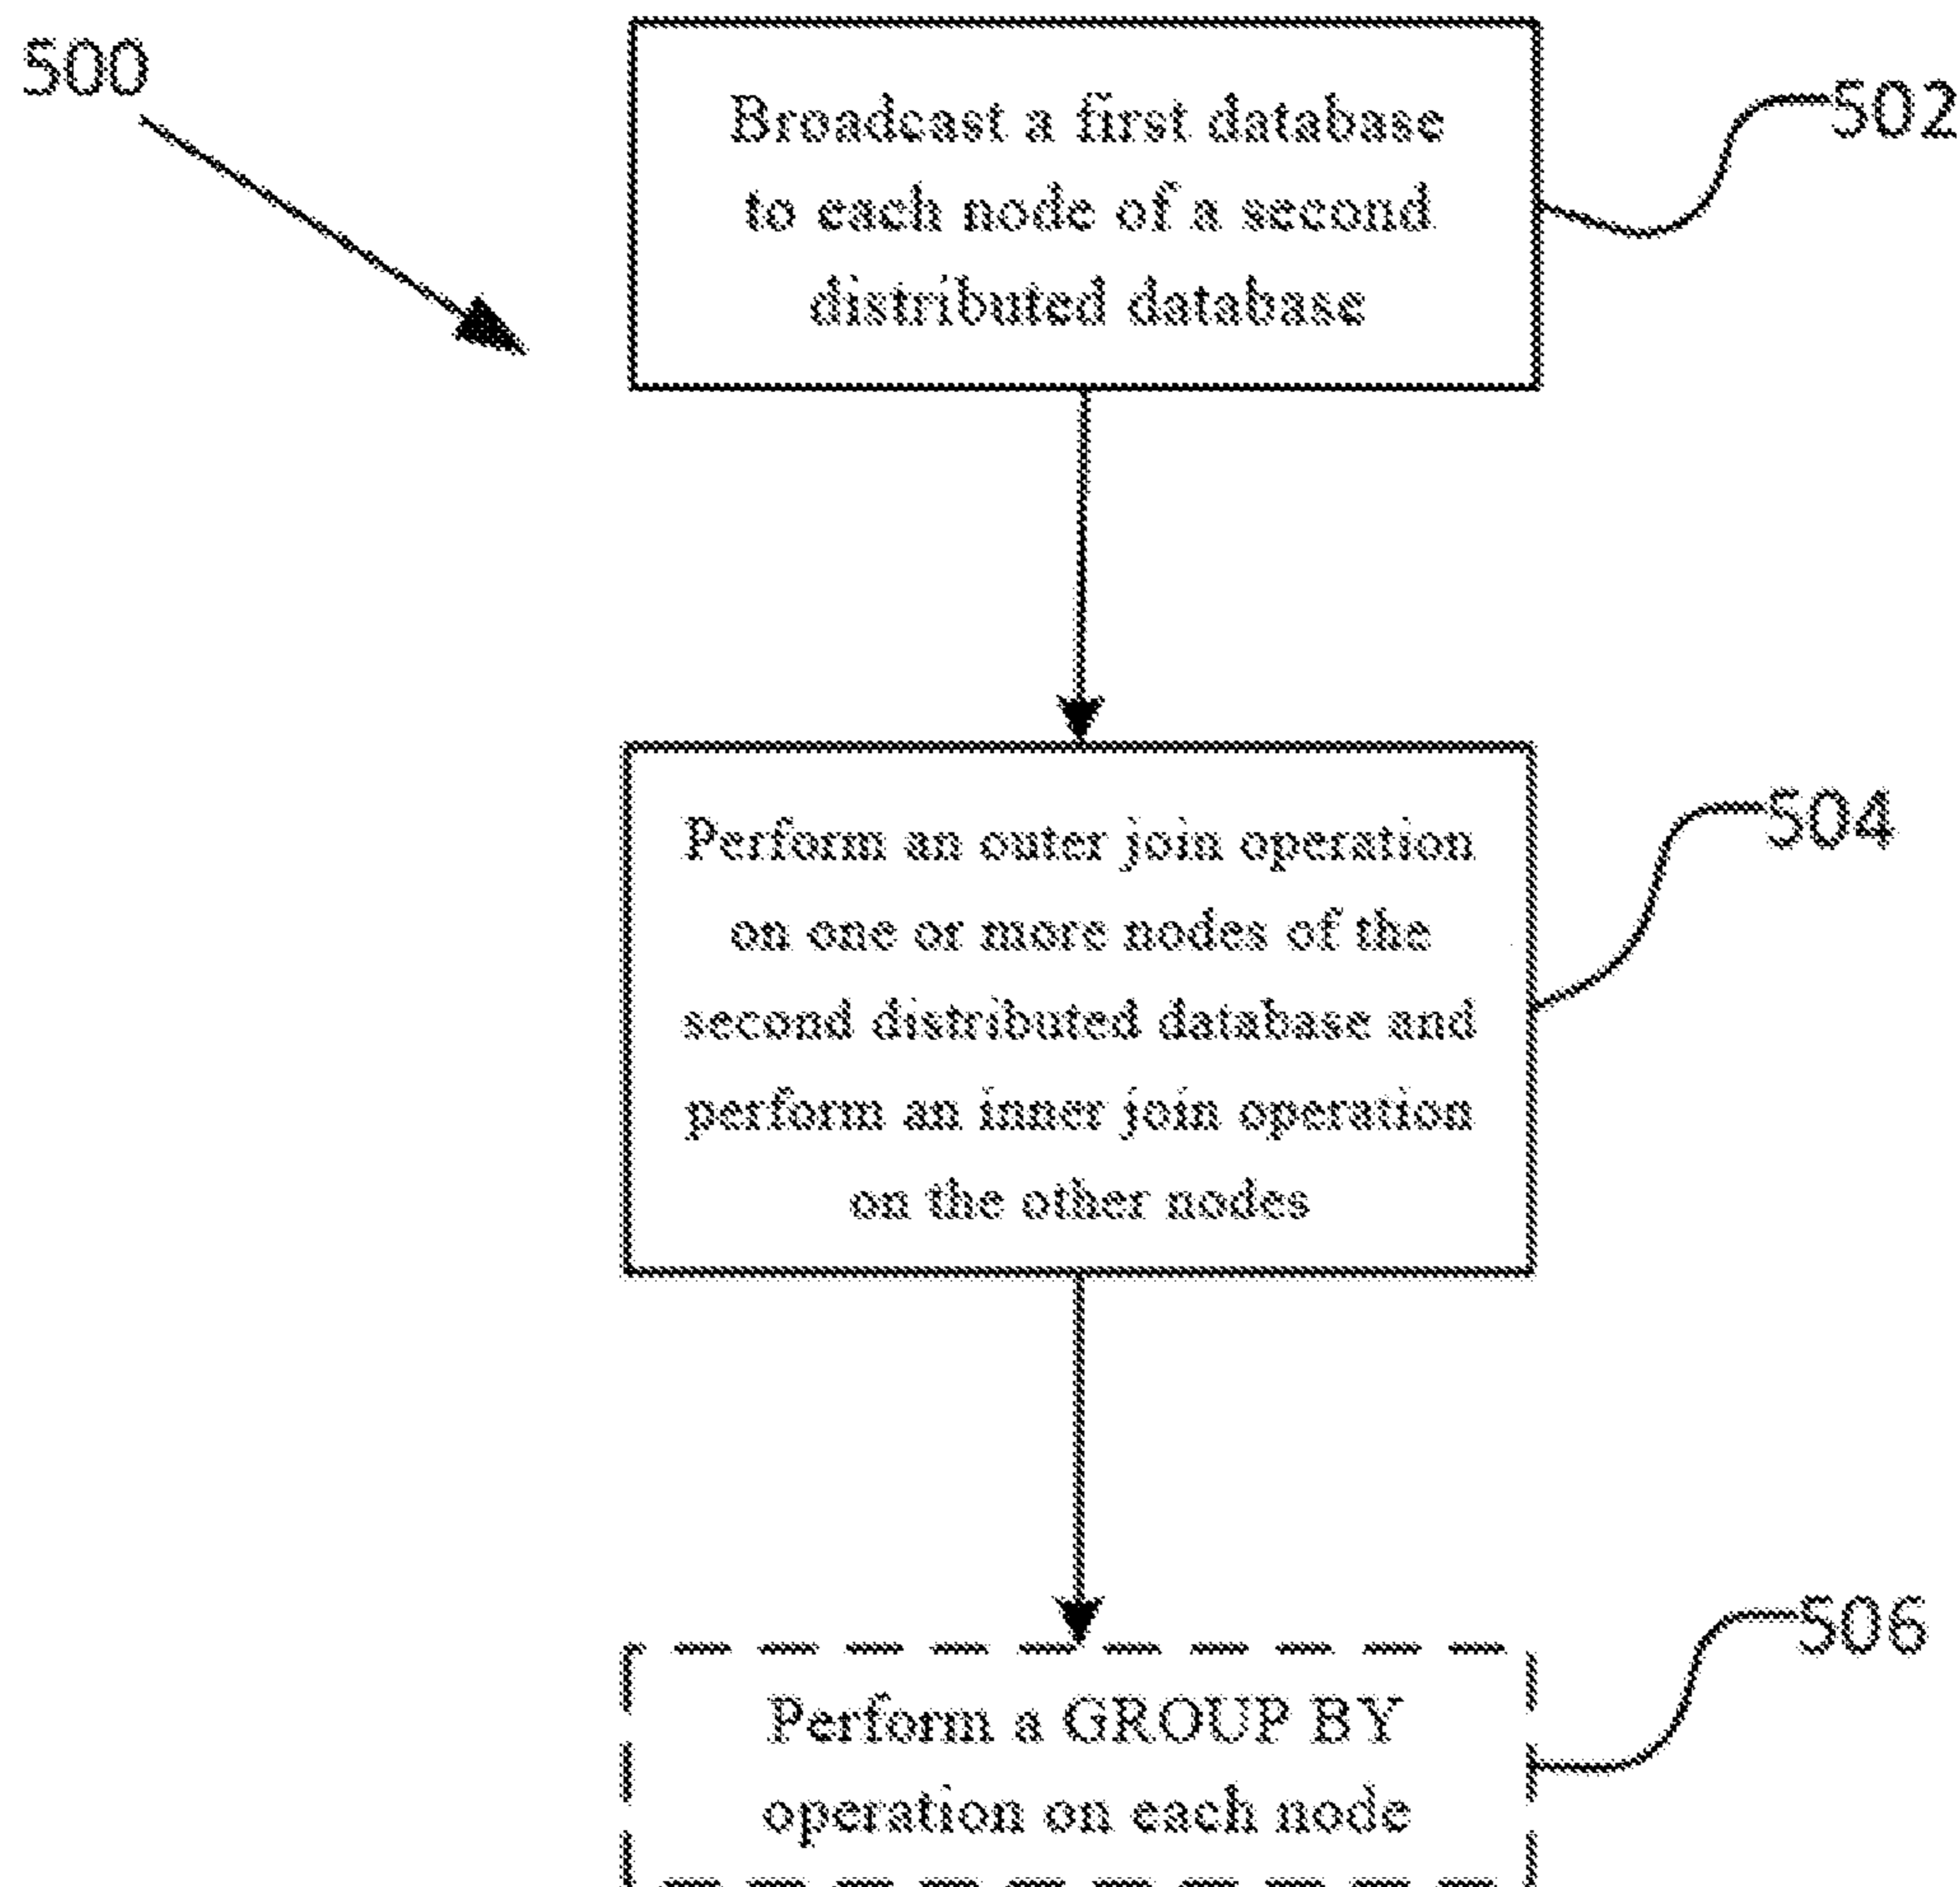 500
Broadcast a first database
to each node of a second
distributed database
502
Perform an outer join operation
on one or more nodes of the
second distributed database and
perform an inner join operation
on the other nodes
504
Perform a GROUP BY
operation on each node
506